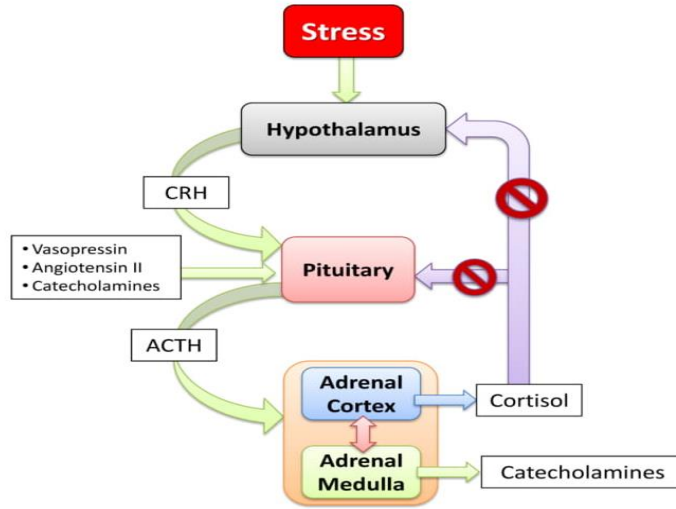 Stress
Hypothalamus
CRH
• Vasopressin
• Angiotensin II
• Catecholamines
Pituitary
ACTH
Adrenal
Cortex
Cortisol
Adrenal
Medulla
Catecholamines